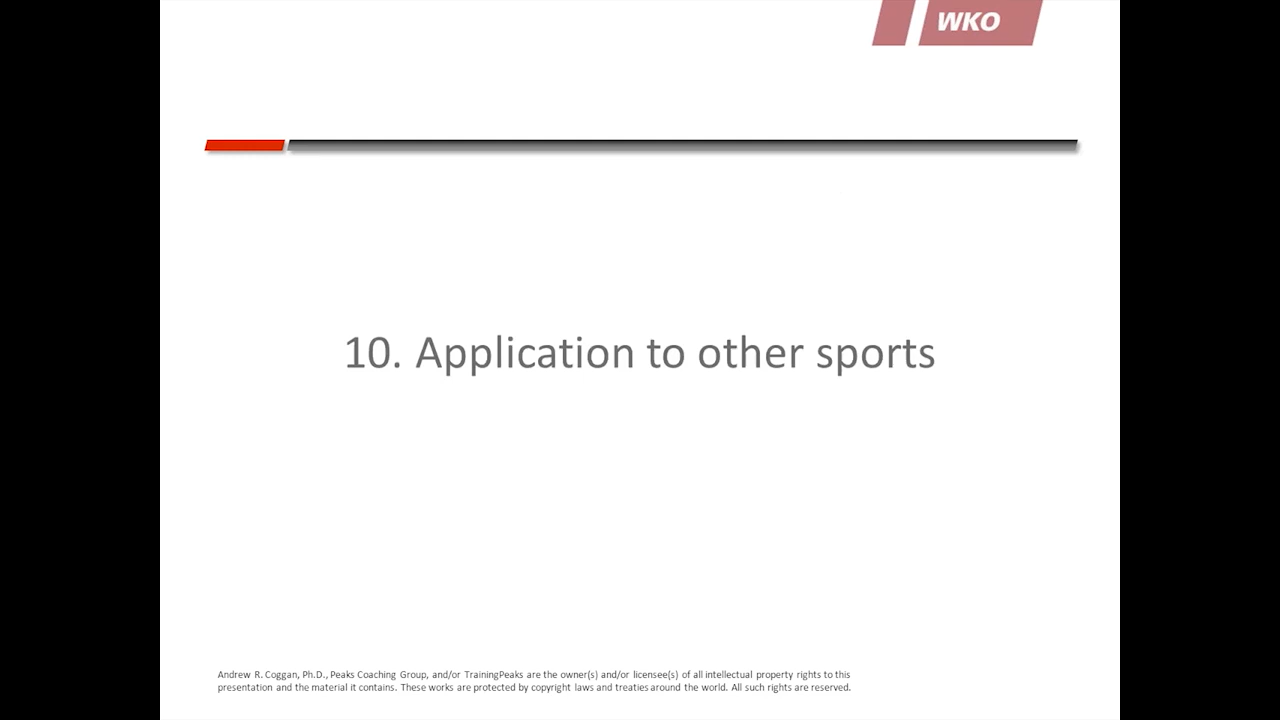 WKO
10. Application to other sports
Andrew R. Coggan, Ph.D., Peaks Coaching Group, and/or TrainingPeaks are the owner(s) and/or licensee(s) of all intellectual property rights to this
presentation and the material it contains. These works are protected by copyright laws and treaties around the world. All such rights are reserved.